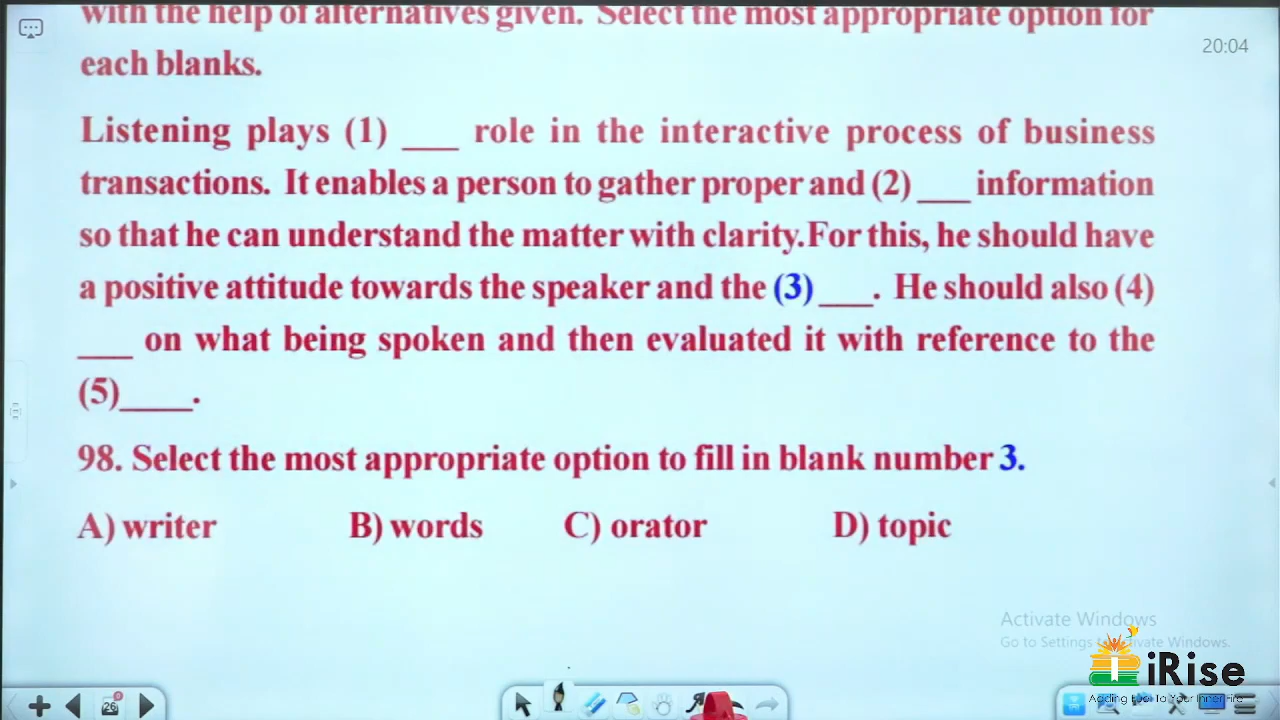 with the help of alternatives given. Select the most appropriate option for
20:04
each blanks.
Listening plays (1) ___ role in the interactive process of business
transactions. It enables a person to gather proper and (2) ___ information
so that he can understand the matter with clarity.For this, he should have
a positive attitude towards the speaker and the (3) ___. He should also (4)
___ on what being spoken and then evaluated it with reference to the
(5)____.
98. Select the most appropriate option to fill in blank number 3.
A) writer B) words C) orator D) topic
Activate Windows
Go to Settings to Activate Windows.
iRise
26